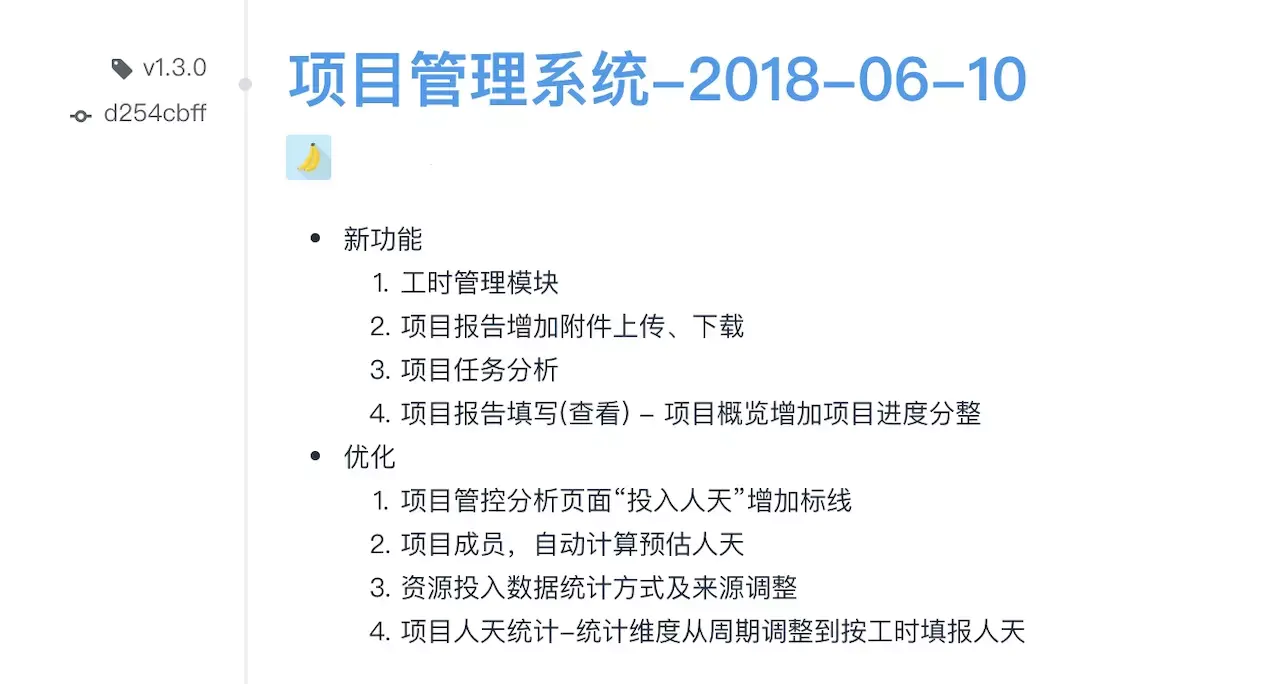 v1.3.0
d254cbff
项目管理系统-2018-06-10
• 新功能
1. 工时管理模块
2. 项目报告增加附件上传、下载
3. 项目任务分析
4. 项目报告填写(查看) - 项目概览增加项目进度分整
• 优化
1. 项目管控分析页面“投入人天”增加标线
2. 项目成员，自动计算预估人天
3. 资源投入数据统计方式及来源调整
4. 项目人天统计-统计维度从周期调整到按工时填报人天